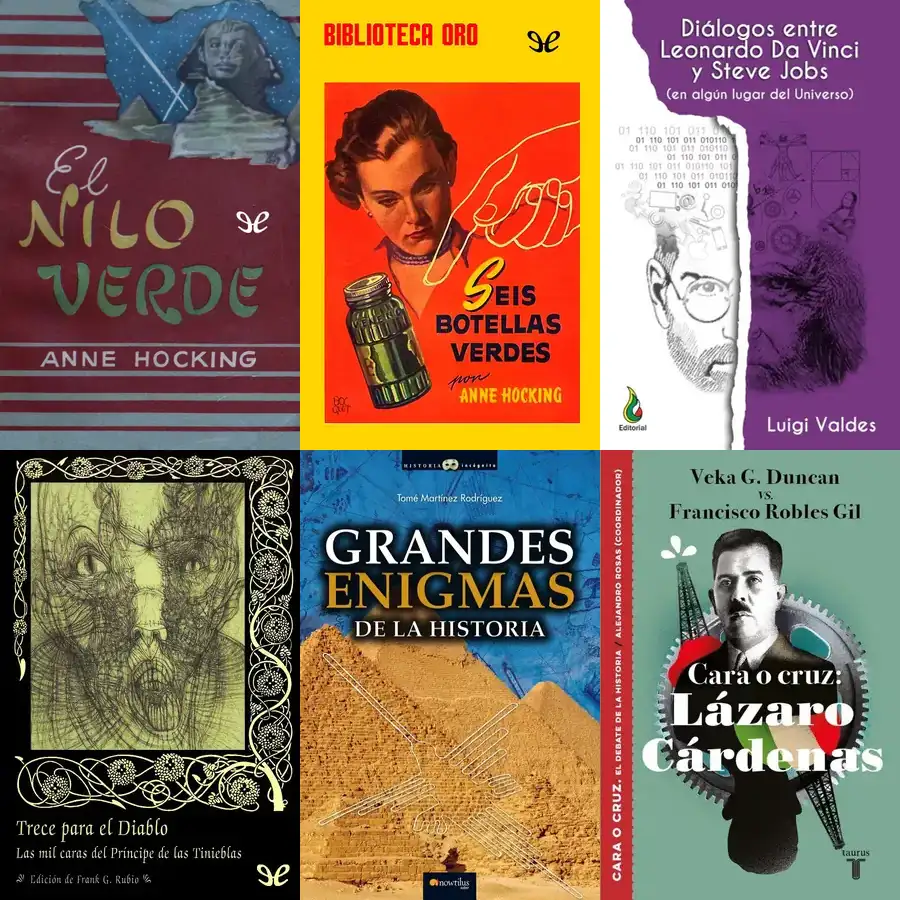 El
NILO
VERDE
ANNE HOCKING
BIBLIOTECA ORO
SEIS
BOTELLAS
VERDES
por
ANNE HOCKING
Diálogos entre
Leonardo Da Vinci
y Steve Jobs
(en algún lugar del Universo)
Editorial
Luigi Valdes
Trece para el Diablo
Las mil caras del Príncipe de las Tinieblas
Edición de Frank G. Rubio
HISTORIA incógnita
Tomé Martínez Rodríguez
GRANDES
ENIGMAS
DE LA HISTORIA
nowtilus
CARA O CRUZ, EL DEBATE DE LA HISTORIA / ALEJANDRO ROSAS (COORDINADOR)
Veka G. Duncan
VS.
Francisco Robles Gil
Cara o cruz:
Lázaro
Cárdenas
taurus
T